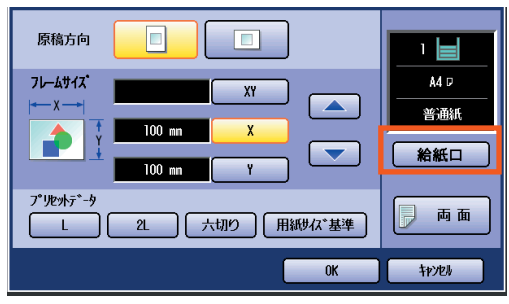 原稿方向
フレームサイズ
X
Y
XY
100 mm
X
100 mm
Y
プリセットデータ
L
2L
六切り
用紙サイズ基準
1
A4
普通紙
給紙口
両面
OK
キャンセル